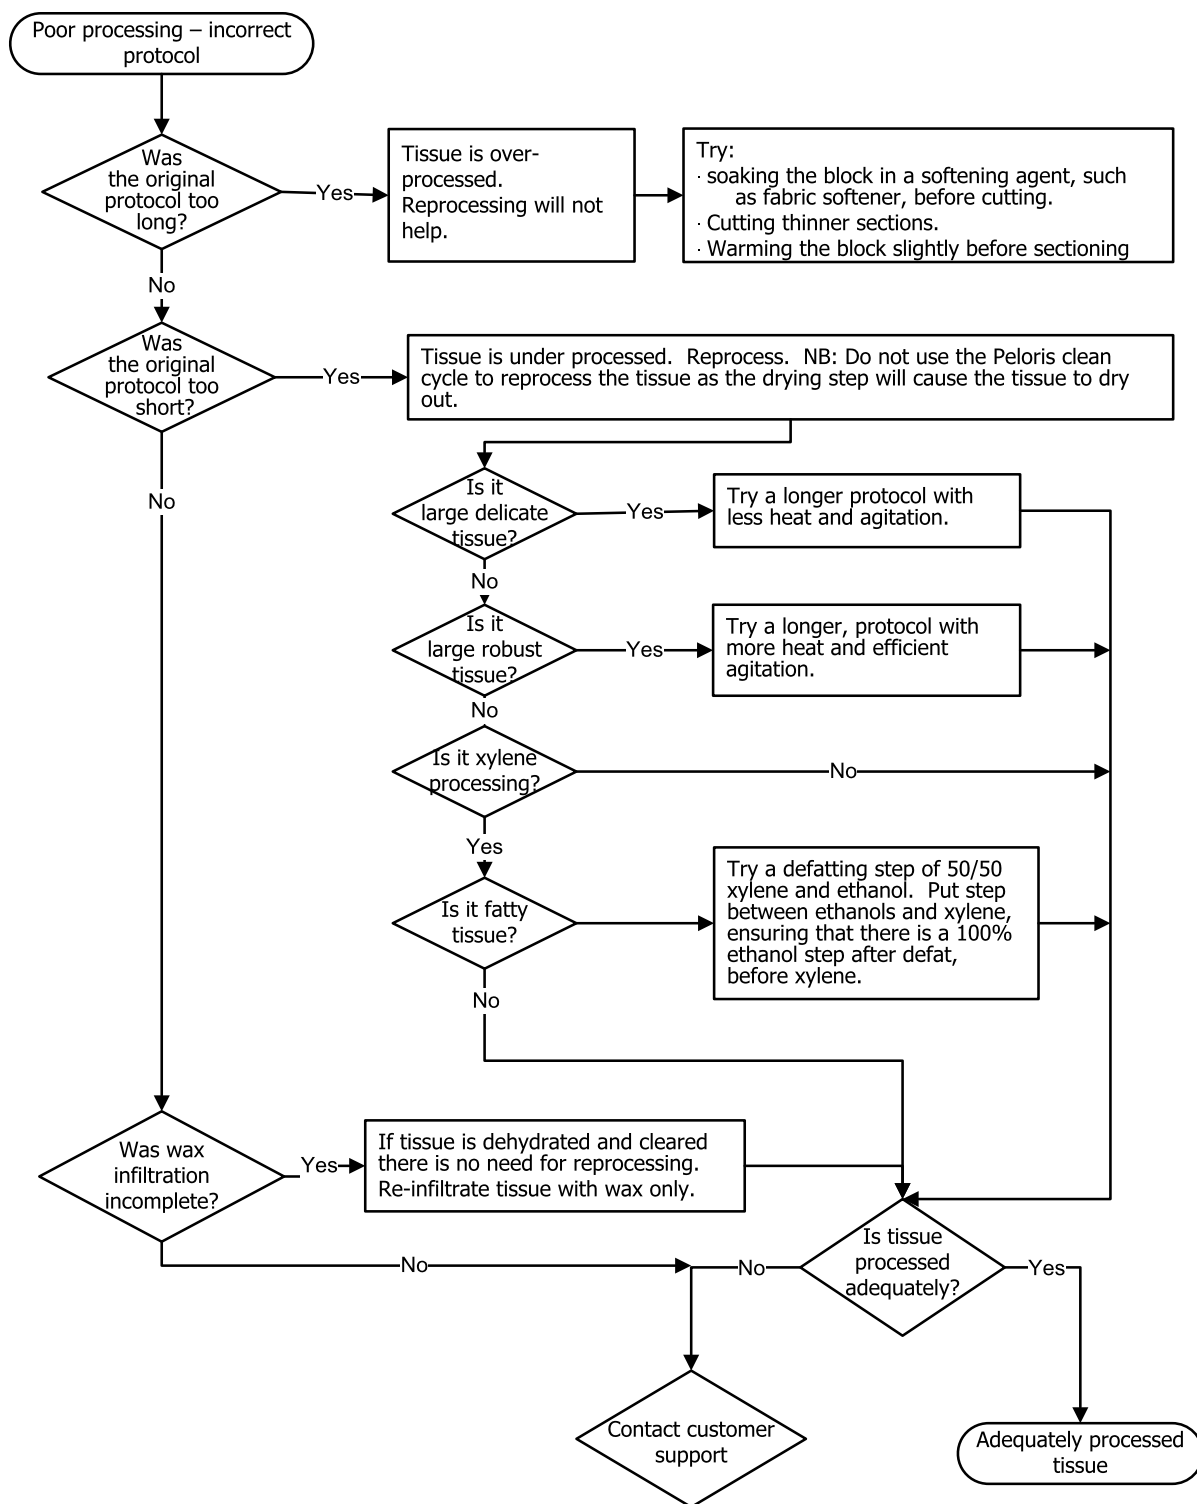 Poor processing – incorrect
protocol
Was
the original
protocol too
long?
Yes
Tissue is over-
processed.
Reprocessing will not
help.
Try:
· soaking the block in a softening agent, such
as fabric softener, before cutting.
· Cutting thinner sections.
· Warming the block slightly before sectioning
No
Was
the original
protocol too
short?
Yes
Tissue is under processed.  Reprocess.  NB: Do not use the Peloris clean
cycle to reprocess the tissue as the drying step will cause the tissue to dry
out.
No
Is it
large delicate
tissue?
Yes
Try a longer protocol with
less heat and agitation.
No
Is it
large robust
tissue?
Yes
Try a longer, protocol with
more heat and efficient
agitation.
No
Is it xylene
processing?
No
Yes
Is it fatty
tissue?
Try a defatting step of 50/50
xylene and ethanol.  Put step
between ethanols and xylene,
ensuring that there is a 100%
ethanol step after defat,
before xylene.
No
Was wax
infiltration
incomplete?
Yes
If tissue is dehydrated and cleared
there is no need for reprocessing.
Re-infiltrate tissue with wax only.
No
Is tissue
processed
adequately?
No
Yes
Contact customer
support
Adequately processed
tissue